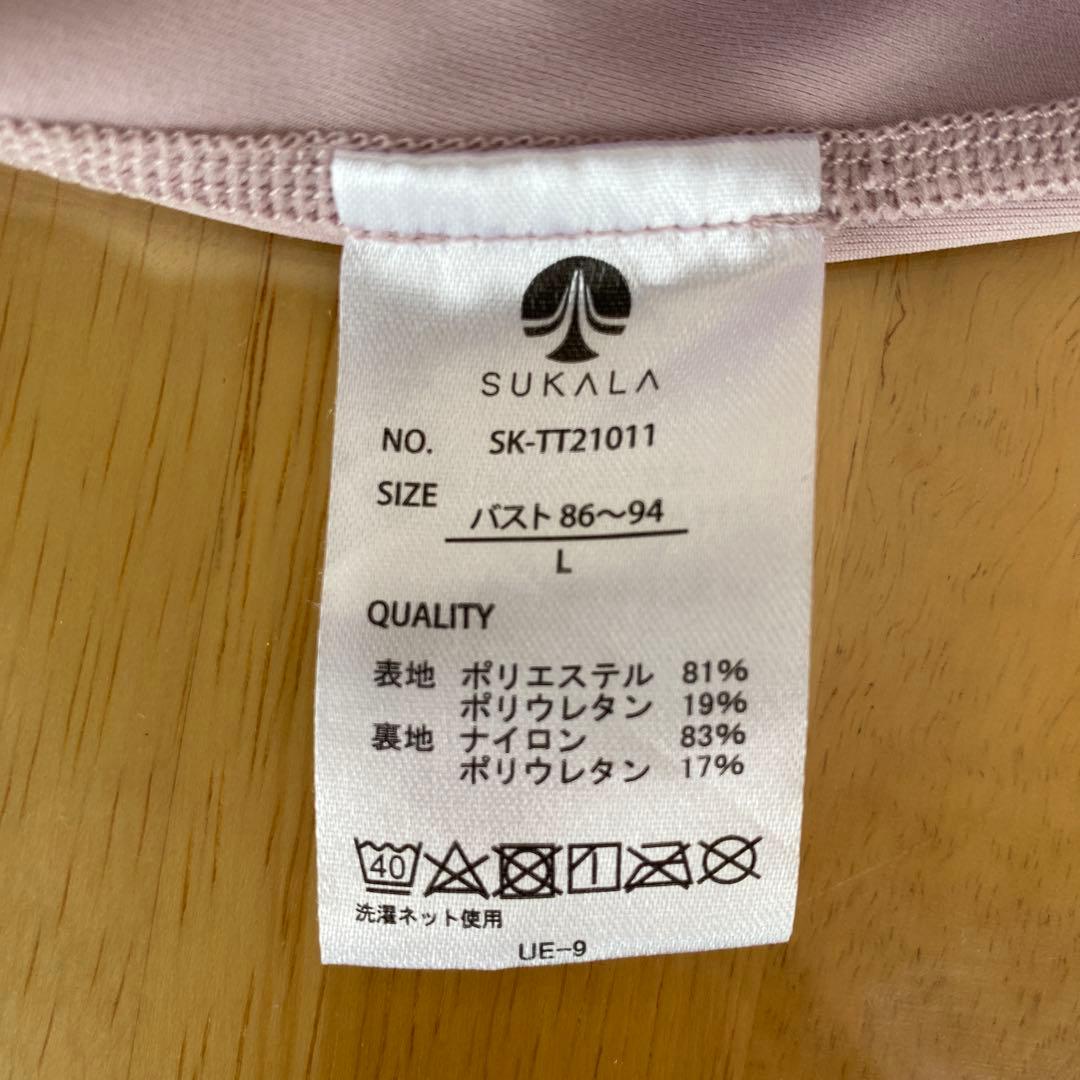 SUKALA
NO. SK-TT21011
SIZE バスト 86〜94
L
QUALITY
表地 ポリエステル 81%
ポリウレタン 19%
裏地 ナイロン 83%
ポリウレタン 17%
40
洗濯ネット使用
UE-9